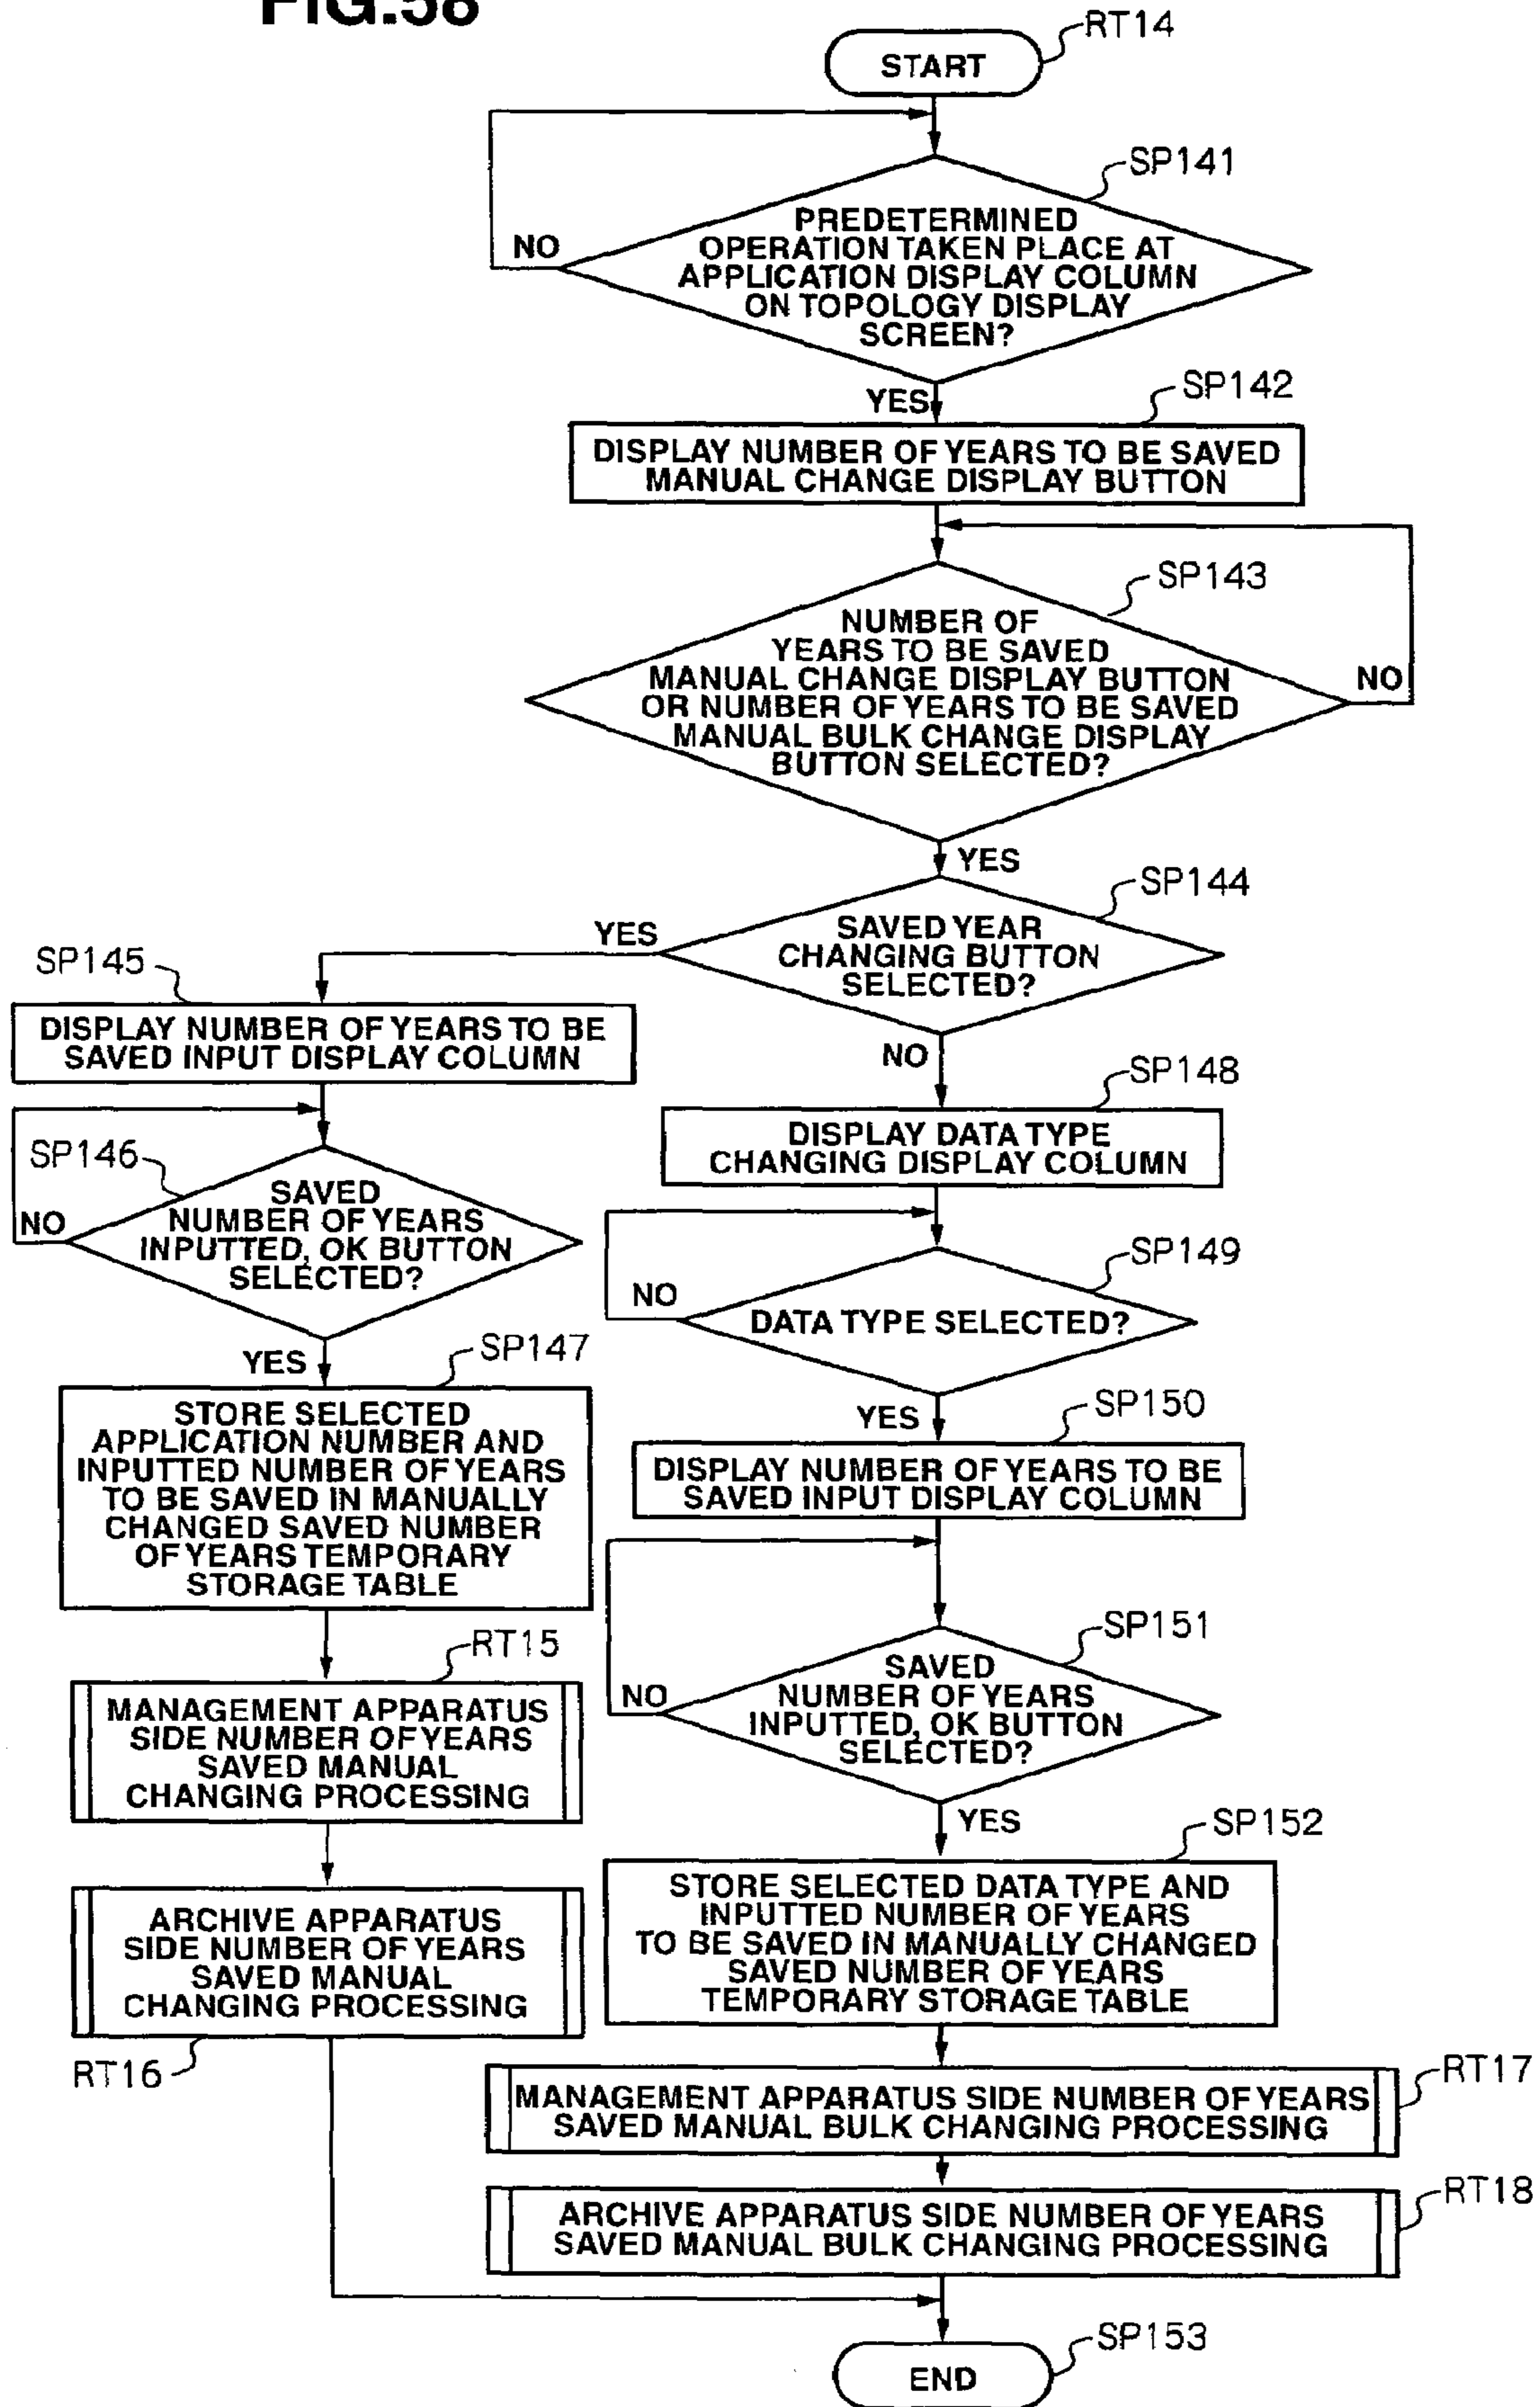 FIG.58
RT14
START
SP141
PREDETERMINED
OPERATION TAKEN PLACE AT
APPLICATION DISPLAY COLUMN
ON TOPOLOGY DISPLAY
SCREEN?
NO
YES
SP142
DISPLAY NUMBER OF YEARS TO BE SAVED
MANUAL CHANGE DISPLAY BUTTON
SP143
NUMBER OF
YEARS TO BE SAVED
MANUAL CHANGE DISPLAY BUTTON
OR NUMBER OF YEARS TO BE SAVED
MANUAL BULK CHANGE DISPLAY
BUTTON SELECTED?
NO
YES
SP144
SAVED YEAR
CHANGING BUTTON
SELECTED?
YES
NO
SP145
DISPLAY NUMBER OF YEARS TO BE
SAVED INPUT DISPLAY COLUMN
SP146
SAVED
NUMBER OF YEARS
INPUTTED, OK BUTTON
SELECTED?
NO
YES
SP147
STORE SELECTED
APPLICATION NUMBER AND
INPUTTED NUMBER OF YEARS
TO BE SAVED IN MANUALLY
CHANGED SAVED NUMBER
OF YEARS TEMPORARY
STORAGE TABLE
RT15
MANAGEMENT APPARATUS
SIDE NUMBER OF YEARS
SAVED MANUAL
CHANGING PROCESSING
ARCHIVE APPARATUS
SIDE NUMBER OF YEARS
SAVED MANUAL
CHANGING PROCESSING
RT16
SP148
DISPLAY DATA TYPE
CHANGING DISPLAY COLUMN
SP149
DATA TYPE SELECTED?
NO
YES
SP150
DISPLAY NUMBER OF YEARS TO BE
SAVED INPUT DISPLAY COLUMN
SP151
SAVED
NUMBER OF YEARS
INPUTTED, OK BUTTON
SELECTED?
NO
YES
SP152
STORE SELECTED DATA TYPE AND
INPUTTED NUMBER OF YEARS
TO BE SAVED IN MANUALLY CHANGED
SAVED NUMBER OF YEARS
TEMPORARY STORAGE TABLE
RT17
MANAGEMENT APPARATUS SIDE NUMBER OF YEARS
SAVED MANUAL BULK CHANGING PROCESSING
RT18
ARCHIVE APPARATUS SIDE NUMBER OF YEARS
SAVED MANUAL BULK CHANGING PROCESSING
SP153
END